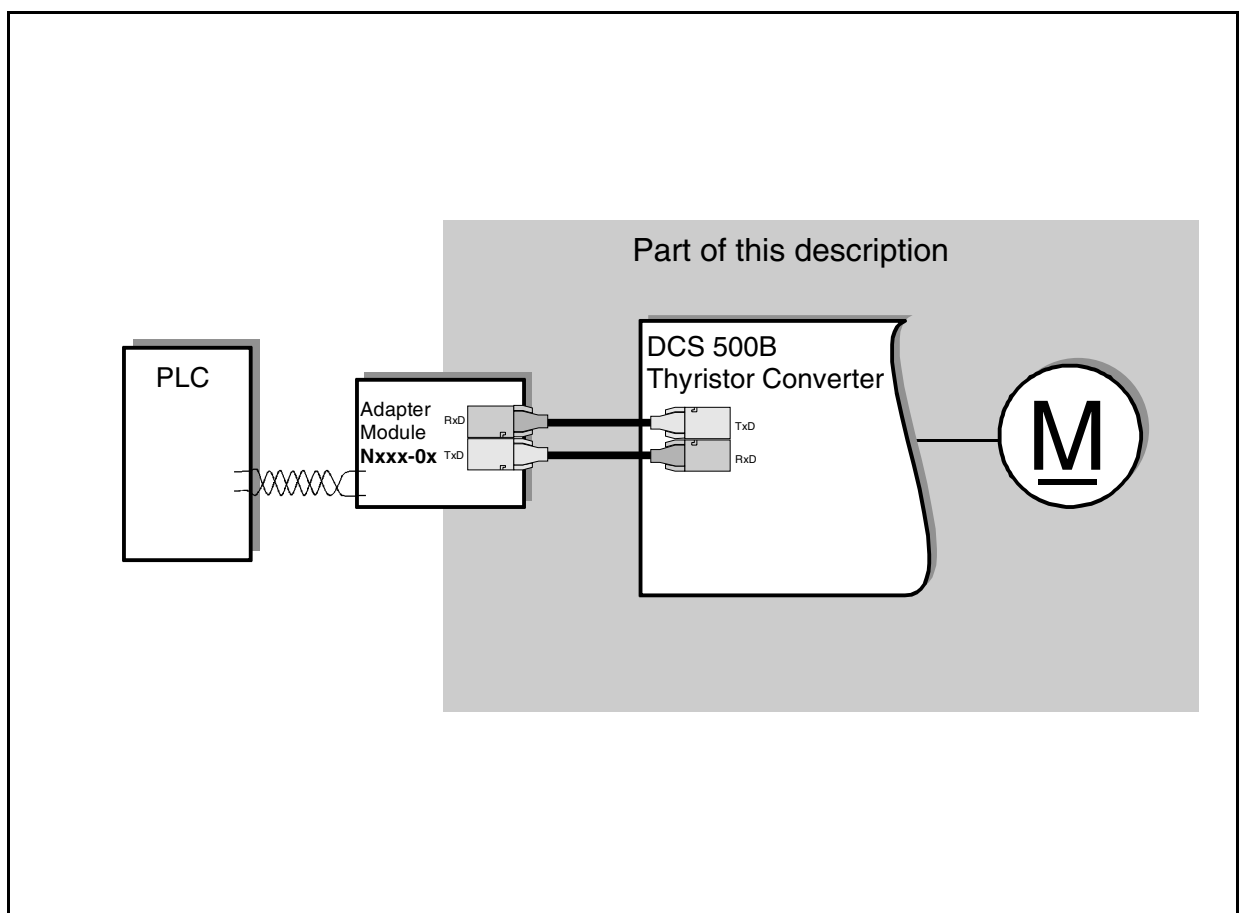 Part of this description
PLC
Adapter
Module
Nxxx-0x
RxD
TxD
DCS 500B
Thyristor Converter
TxD
RxD
M